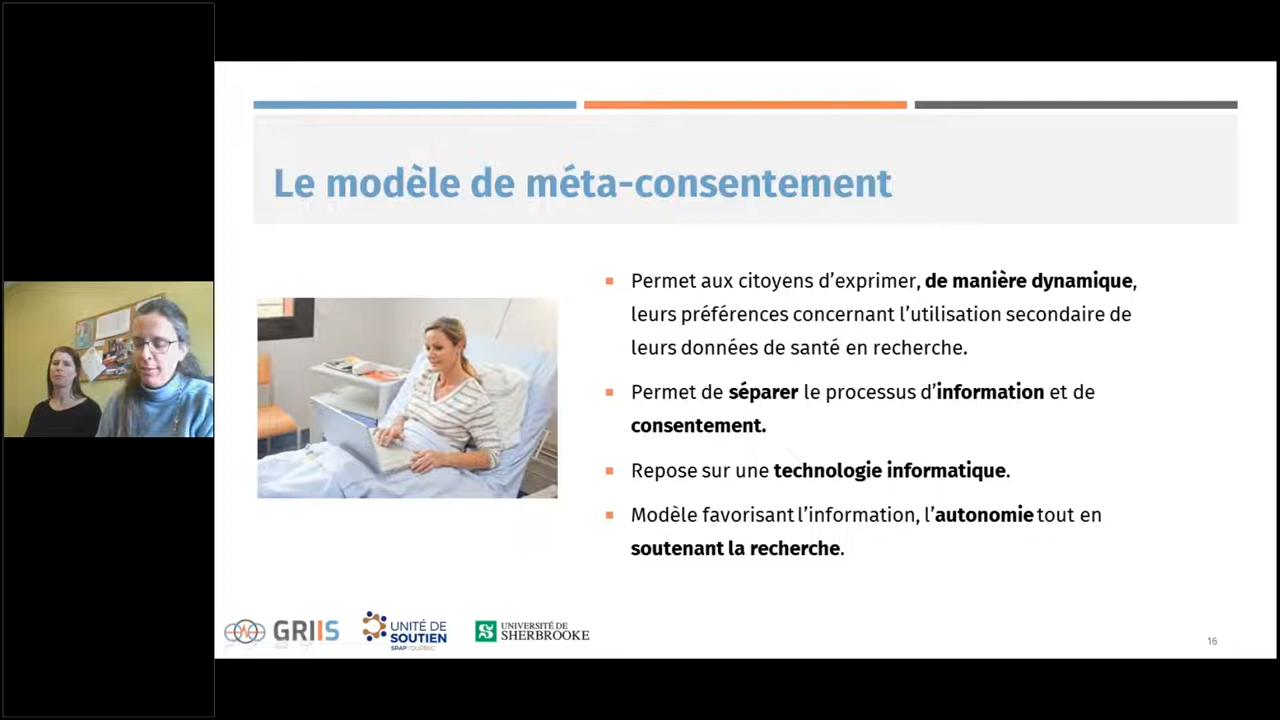 Le modèle de méta-consentement
Permet aux citoyens d’exprimer, de manière dynamique,
leurs préférences concernant l’utilisation secondaire de
leurs données de santé en recherche.
Permet de séparer le processus d’information et de
consentement.
Repose sur une technologie informatique.
Modèle favorisant l’information, l’autonomie tout en
soutenant la recherche.
GRIIS
UNITÉ DE
SOUTIEN
SRAP QUÉBEC
UNIVERSITÉ DE
SHERBROOKE
16